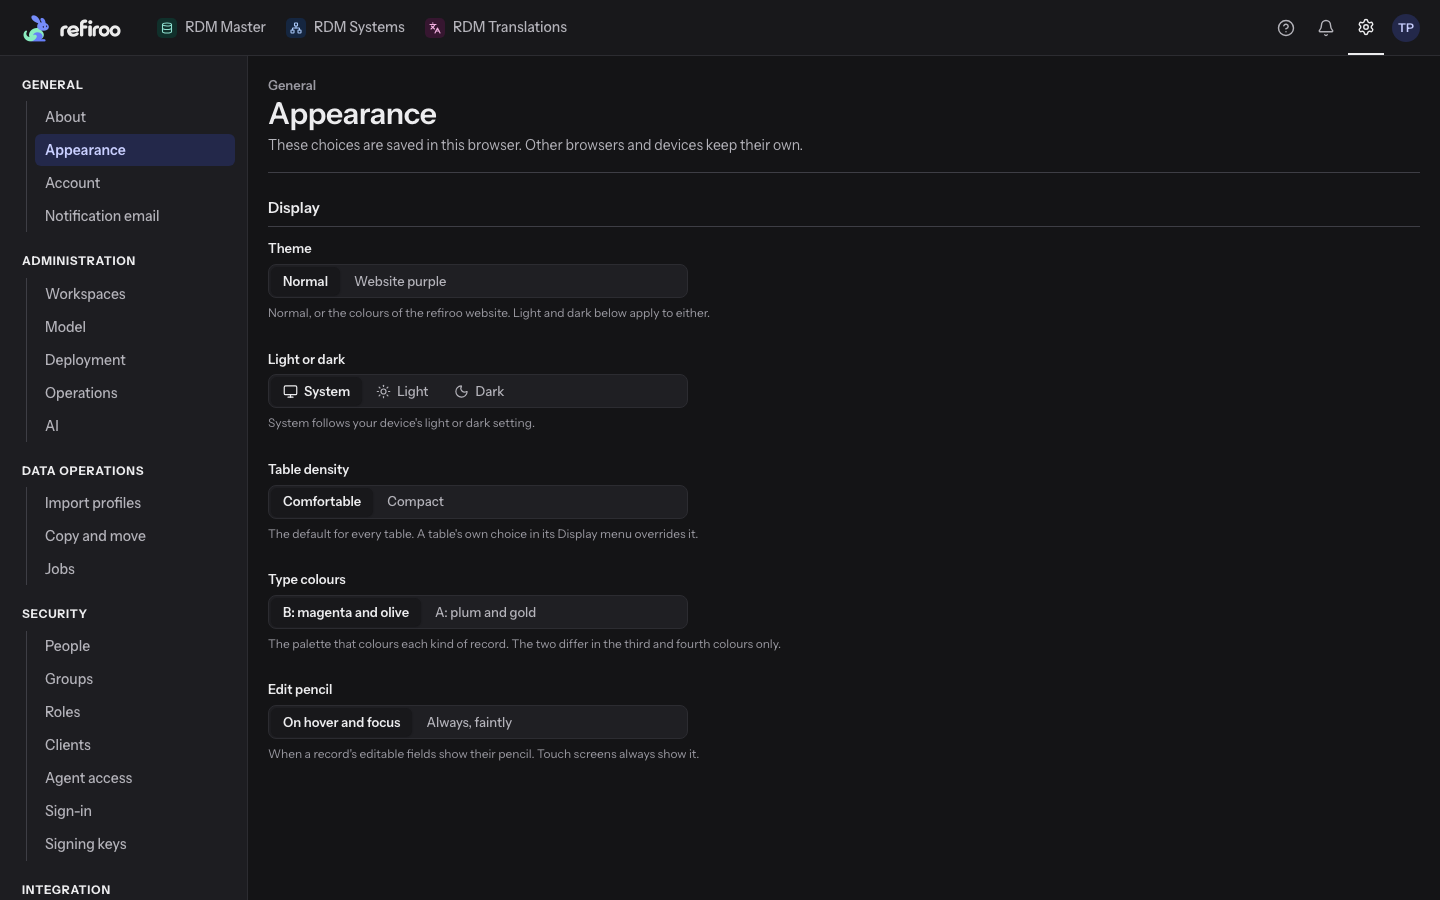 refiroo
RDM Master
RDM Systems
RDM Translations
TP
GENERAL
About
Appearance
Account
Notification email
ADMINISTRATION
Workspaces
Model
Deployment
Operations
AI
DATA OPERATIONS
Import profiles
Copy and move
Jobs
SECURITY
People
Groups
Roles
Clients
Agent access
Sign-in
Signing keys
INTEGRATION
General
Appearance
These choices are saved in this browser. Other browsers and devices keep their own.
Display
Theme
Normal Website purple
Normal, or the colours of the refiroo website. Light and dark below apply to either.
Light or dark
System Light Dark
System follows your device's light or dark setting.
Table density
Comfortable Compact
The default for every table. A table's own choice in its Display menu overrides it.
Type colours
B: magenta and olive A: plum and gold
The palette that colours each kind of record. The two differ in the third and fourth colours only.
Edit pencil
On hover and focus Always, faintly
When a record's editable fields show their pencil. Touch screens always show it.